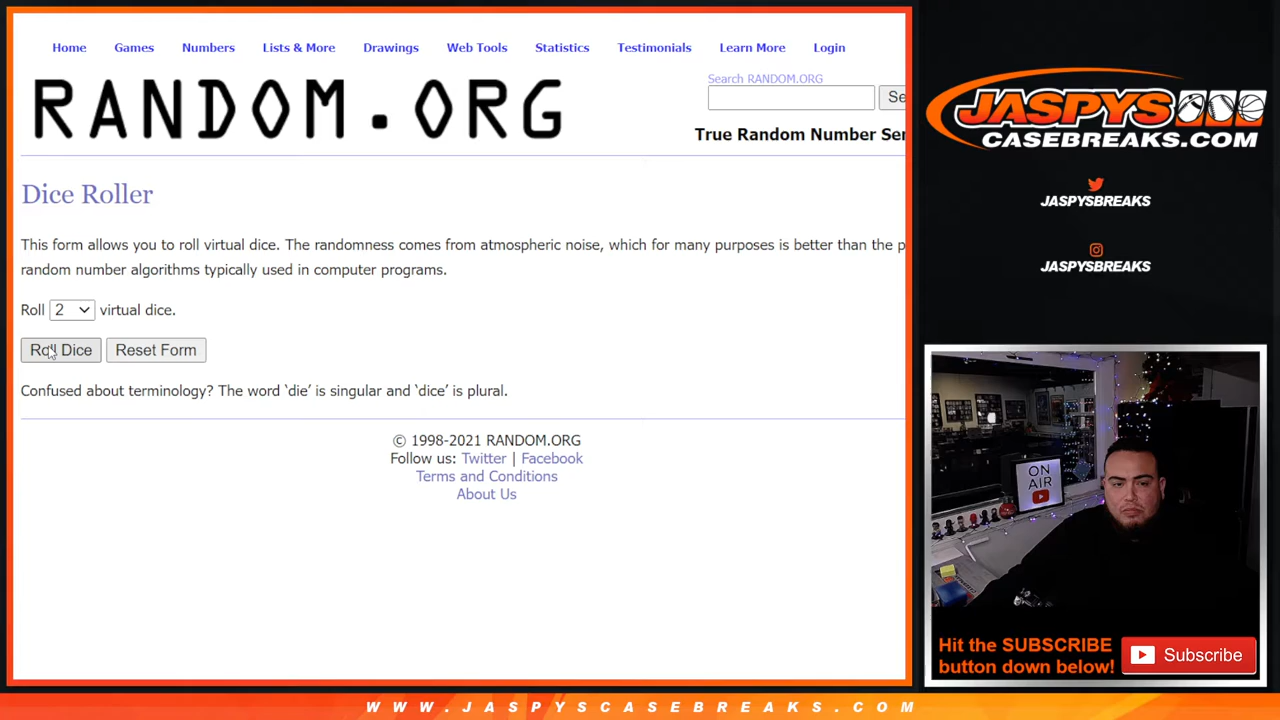 Home Games Numbers Lists & More Drawings Web Tools Statistics Testimonials Learn More Login
RANDOM.ORG
Search RANDOM.ORG
Se
True Random Number Ser
Dice Roller
This form allows you to roll virtual dice. The randomness comes from atmospheric noise, which for many purposes is better than the p
random number algorithms typically used in computer programs.
Roll 2 virtual dice.
Roll Dice Reset Form
Confused about terminology? The word ‘die’ is singular and ‘dice’ is plural.
© 1998-2021 RANDOM.ORG
Follow us: Twitter | Facebook
Terms and Conditions
About Us
JASPYS
CASEBREAKS.COM
JASPYSBREAKS
JASPYSBREAKS
ON
AIR
Hit the SUBSCRIBE
button down below!
Subscribe
WWW.JASPYSCASEBREAKS.COM